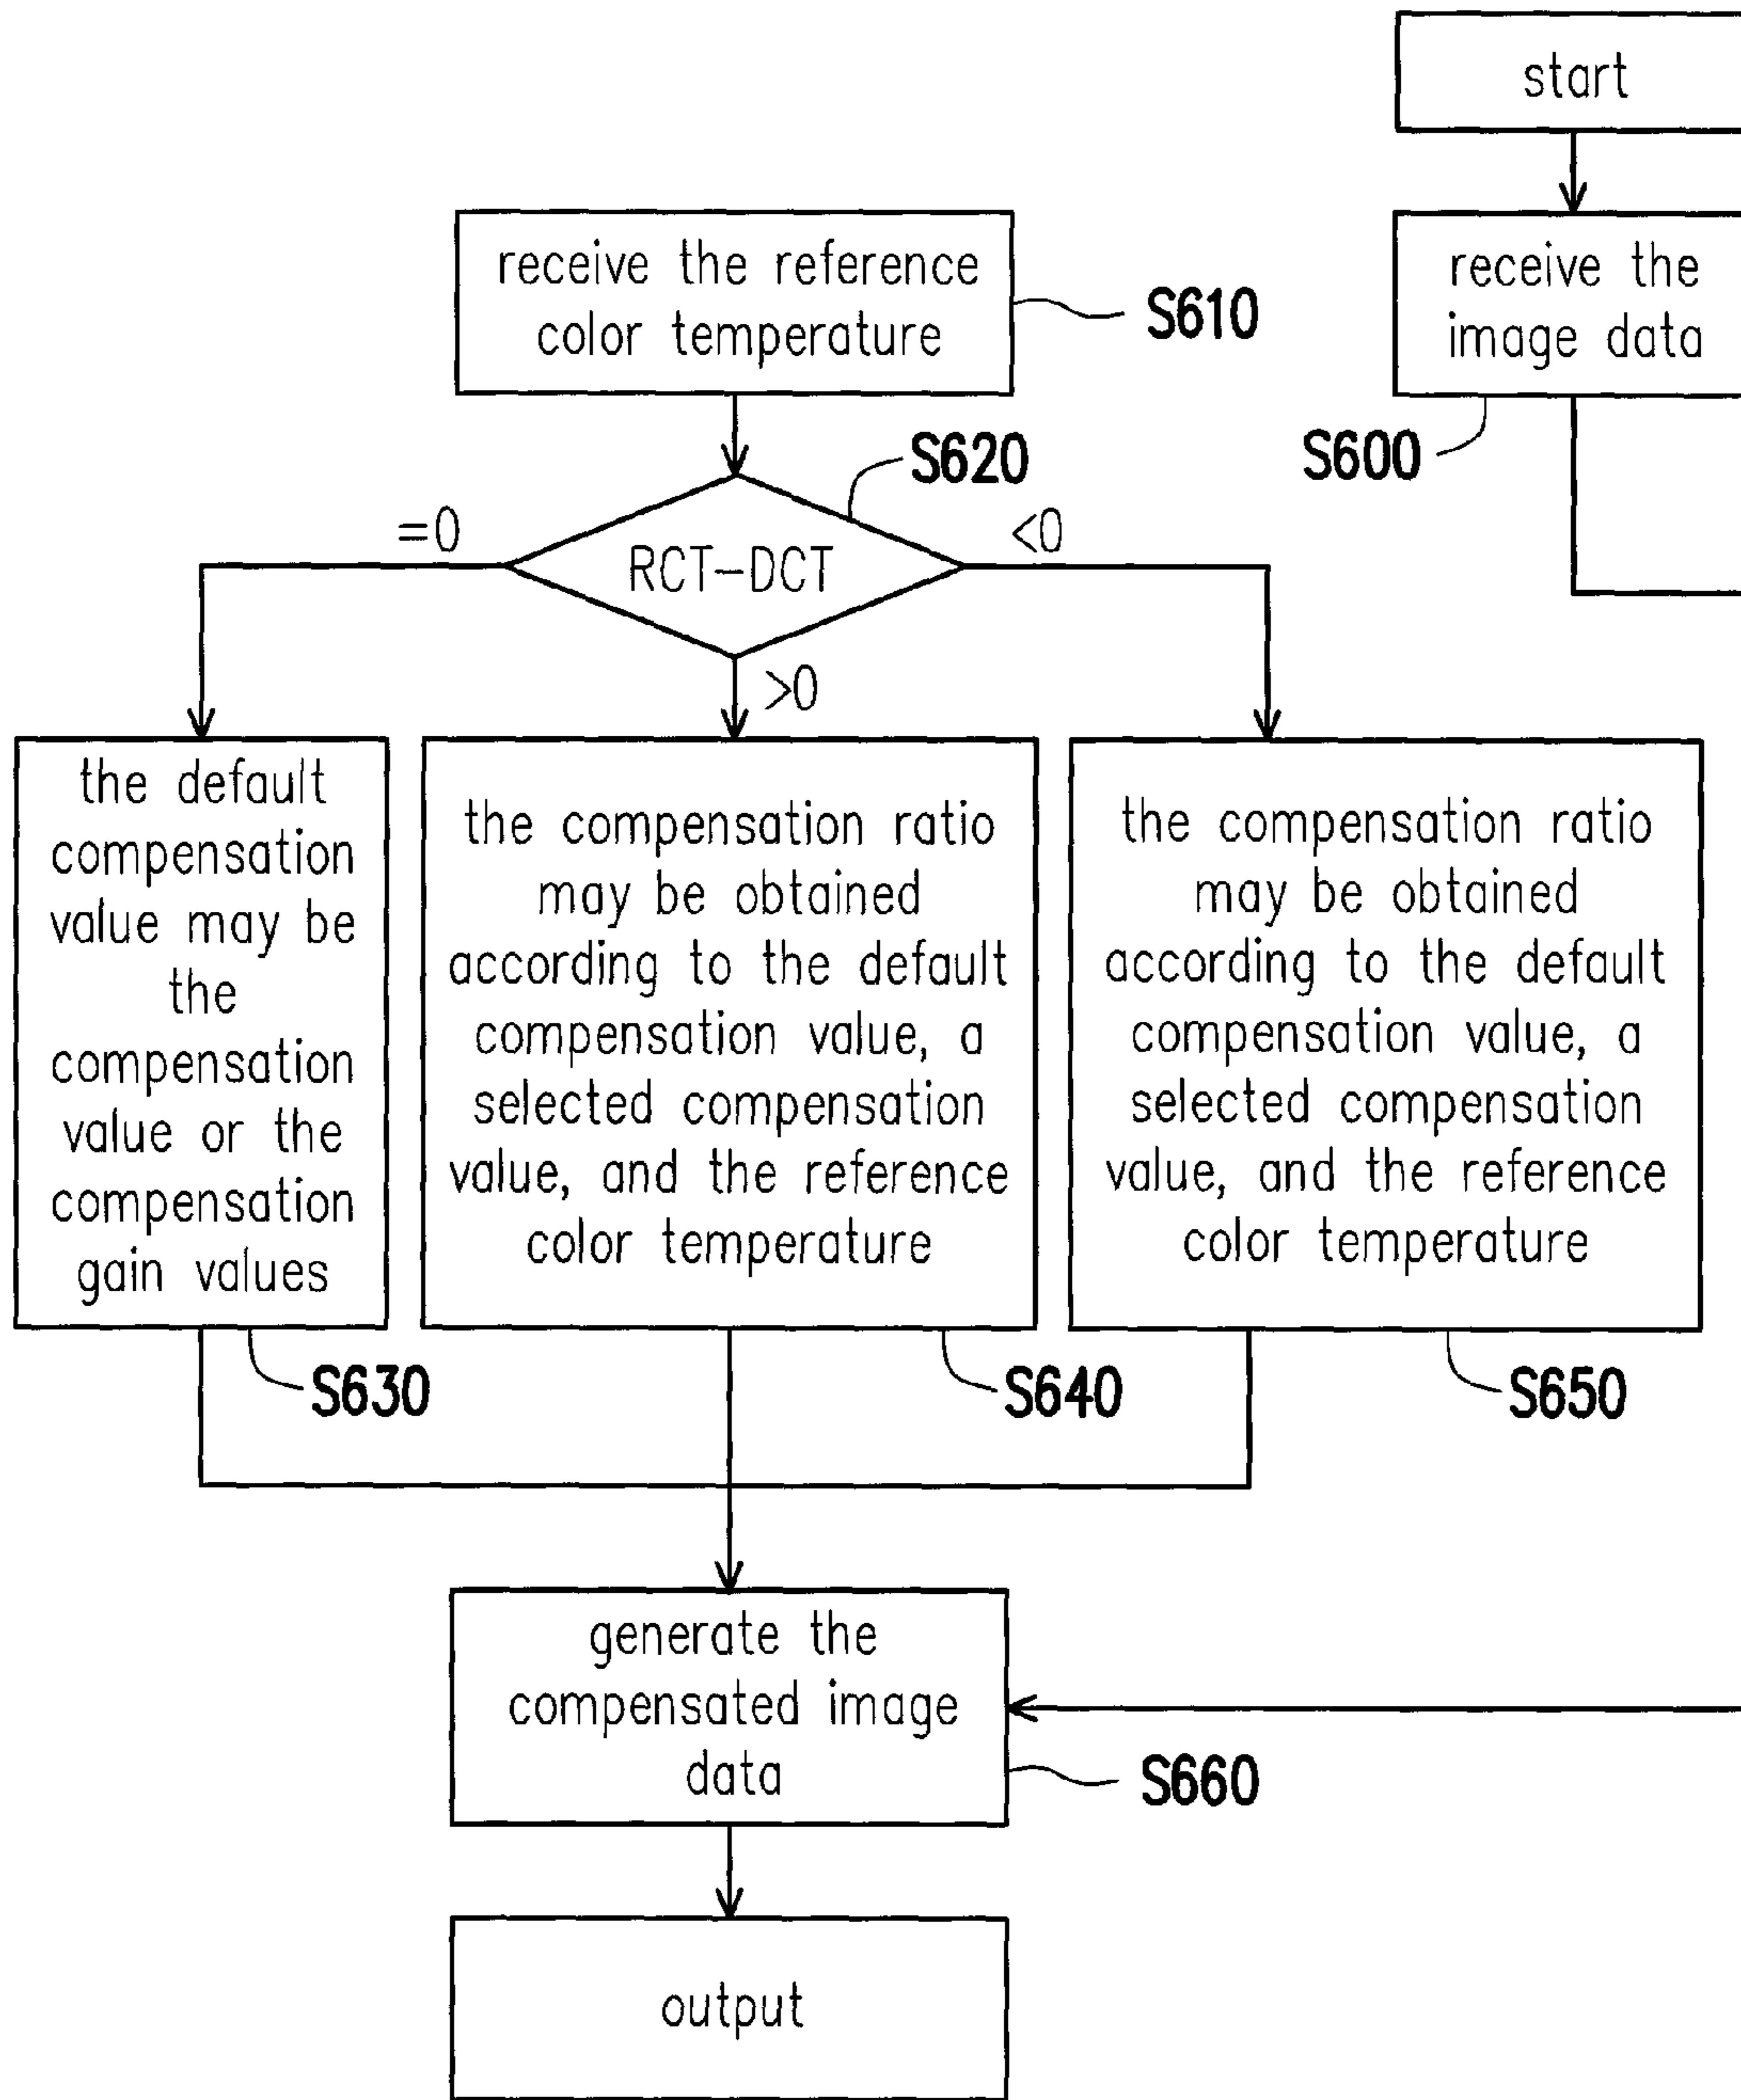 start
receive the
image data
S600
receive the reference
color temperature
S610
S620
RCT-DCT
=0
>0
<0
the default
compensation
value may be
the
compensation
value or the
compensation
gain values
S630
the compensation ratio
may be obtained
according to the default
compensation value, a
selected compensation
value, and the reference
color temperature
S640
the compensation ratio
may be obtained
according to the default
compensation value, a
selected compensation
value, and the reference
color temperature
S650
generate the
compensated image
data
S660
output